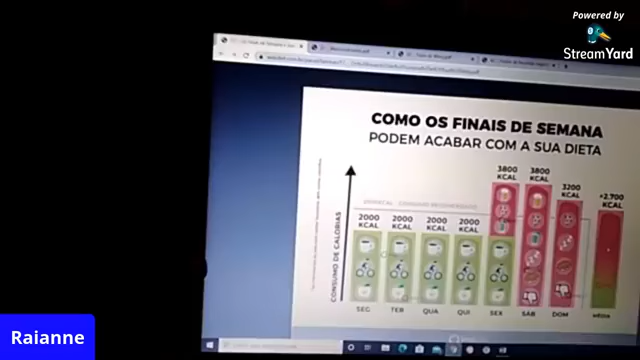 Powered by
StreamYard
COMO OS FINAIS DE SEMANA
PODEM ACABAR COM A SUA DIETA
CONSUMO DE CALORIAS
2000
KCAL
2000
KCAL
2000
KCAL
2000
KCAL
3800
KCAL
3800
KCAL
3200
KCAL
+2.700
KCAL
SEG
TER
QUA
QUI
SEX
SÁB
DOM
MÉDIA
Raianne